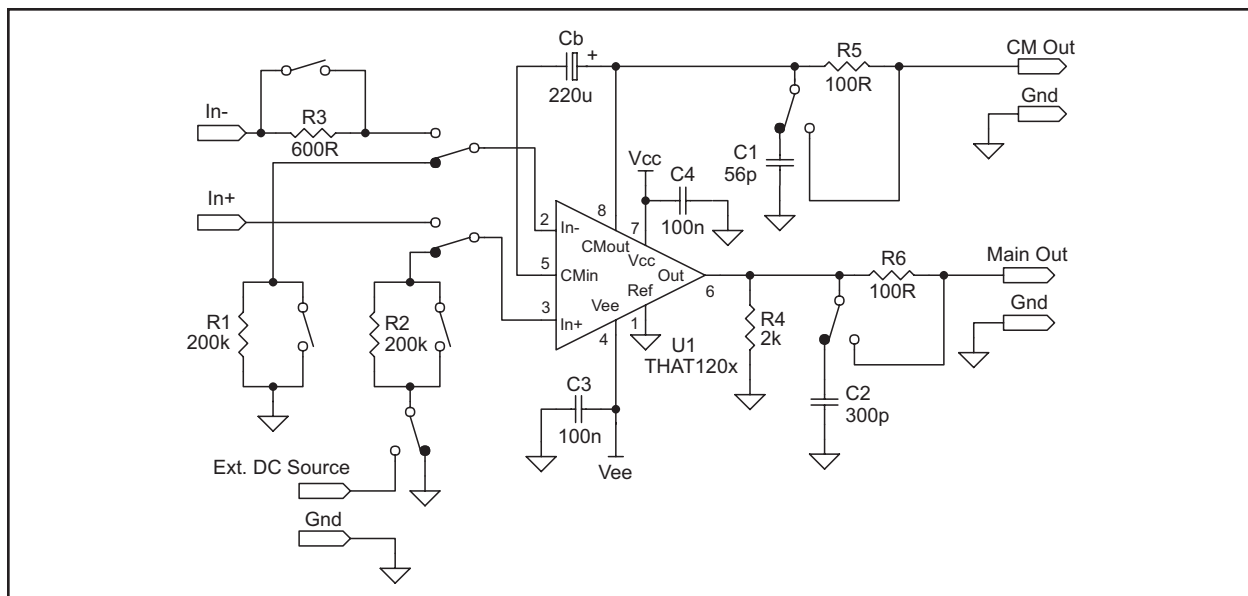 Cb
+
220u
R5
100R
CM Out
Gnd
In-
R3
600R
C1
56p
Vcc
C4
100n
In+
8
7
2
In-
CMout
Vcc
5
CMin
Out
6
Ref
Vee
3
In+
1
4
U1
THAT120x
R6
100R
Main Out
Gnd
R4
2k
R1
200k
R2
200k
C3
100n
C2
300p
Vee
Ext. DC Source
Gnd